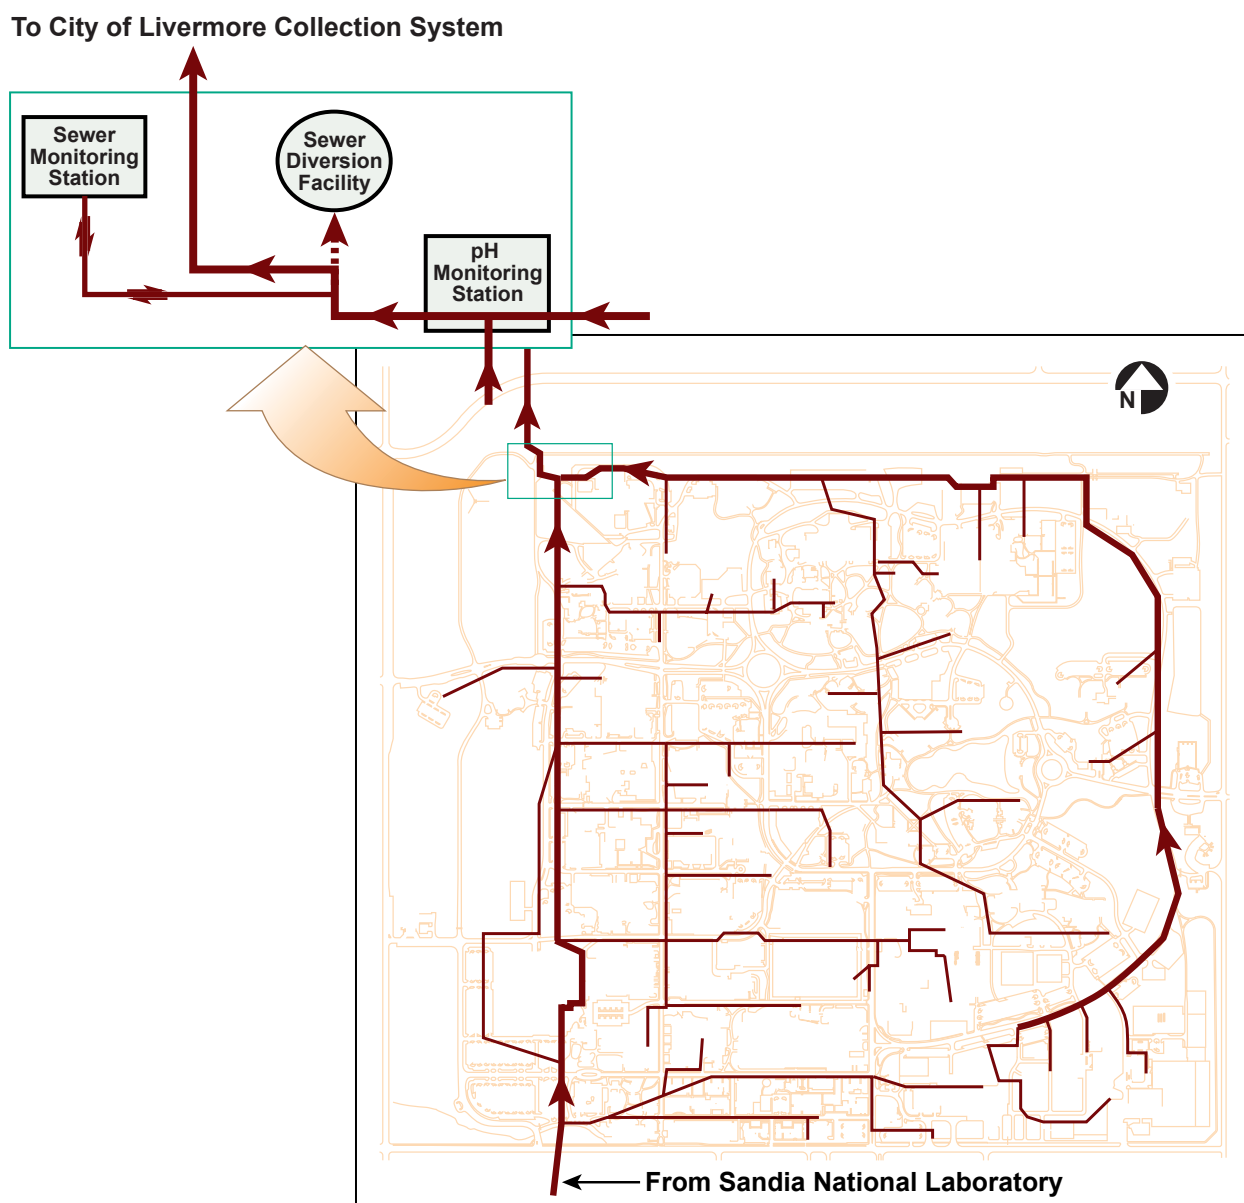 To City of Livermore Collection System
Sewer
Monitoring
Station
Sewer
Diversion
Facility
pH
Monitoring
Station
N
From Sandia National Laboratory